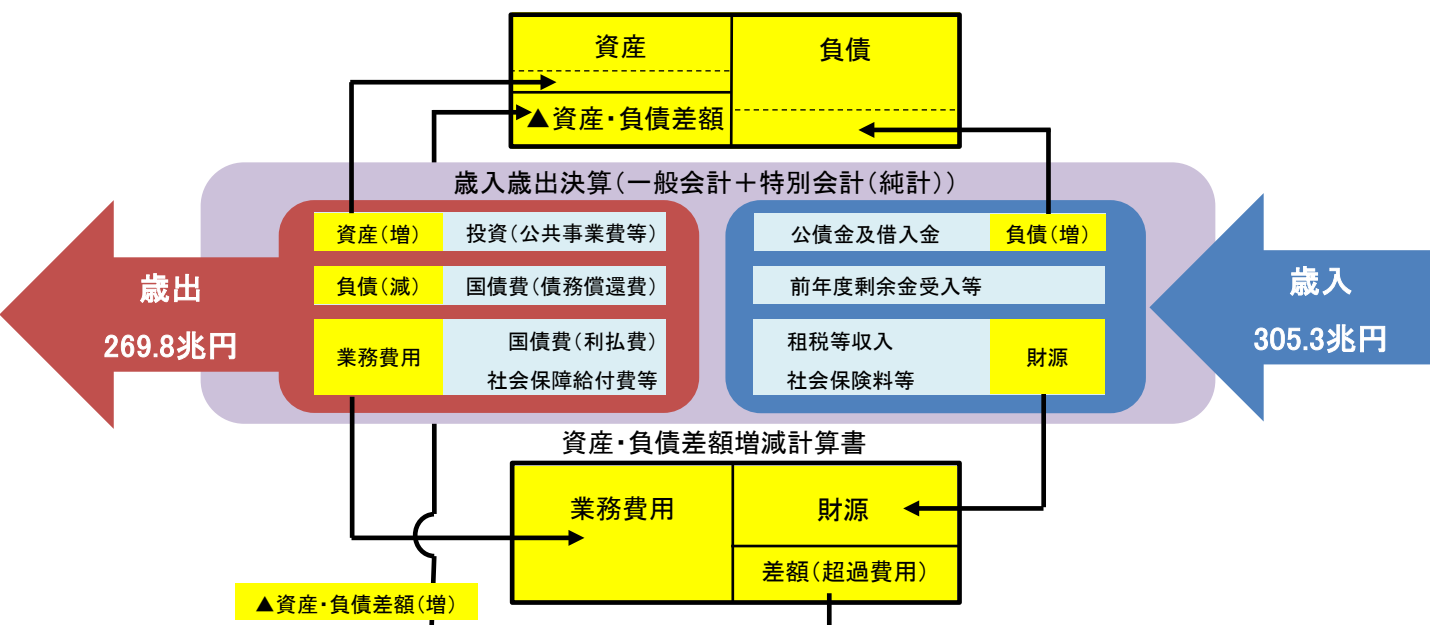 資産
負債
▲資産・負債差額
歳入歳出決算（一般会計＋特別会計（純計））
歳出
269.8兆円
資産（増）
投資（公共事業費等）
負債（減）
国債費（債務償還費）
業務費用
国債費（利払費）
社会保障給付費等
公債金及借入金
負債（増）
前年度剰余金受入等
租税等収入
社会保険料等
財源
歳入
305.3兆円
資産・負債差額増減計算書
業務費用
財源
差額（超過費用）
▲資産・負債差額（増）